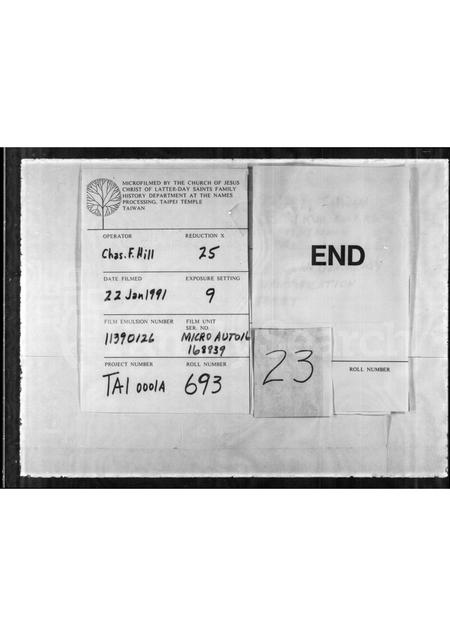 MICROFILMED BY THE CHURCH OF JESUS
CHRIST OF LATTER-DAY SAINTS FAMILY
HISTORY DEPARTMENT AT THE NAMES
PROCESSING, TAIPEI TEMPLE
TAIWAN
OPERATOR REDUCTION X
Chas. F. Hill 25
DATE FILMED EXPOSURE SETTING
22 Jan 1991 9
FILM EMULSION NUMBER FILM UNIT
SER. NO.
11390126 MICRO AUTO16
168839
PROJECT NUMBER ROLL NUMBER
TAI 0001A 693
END
23
ROLL NUMBER